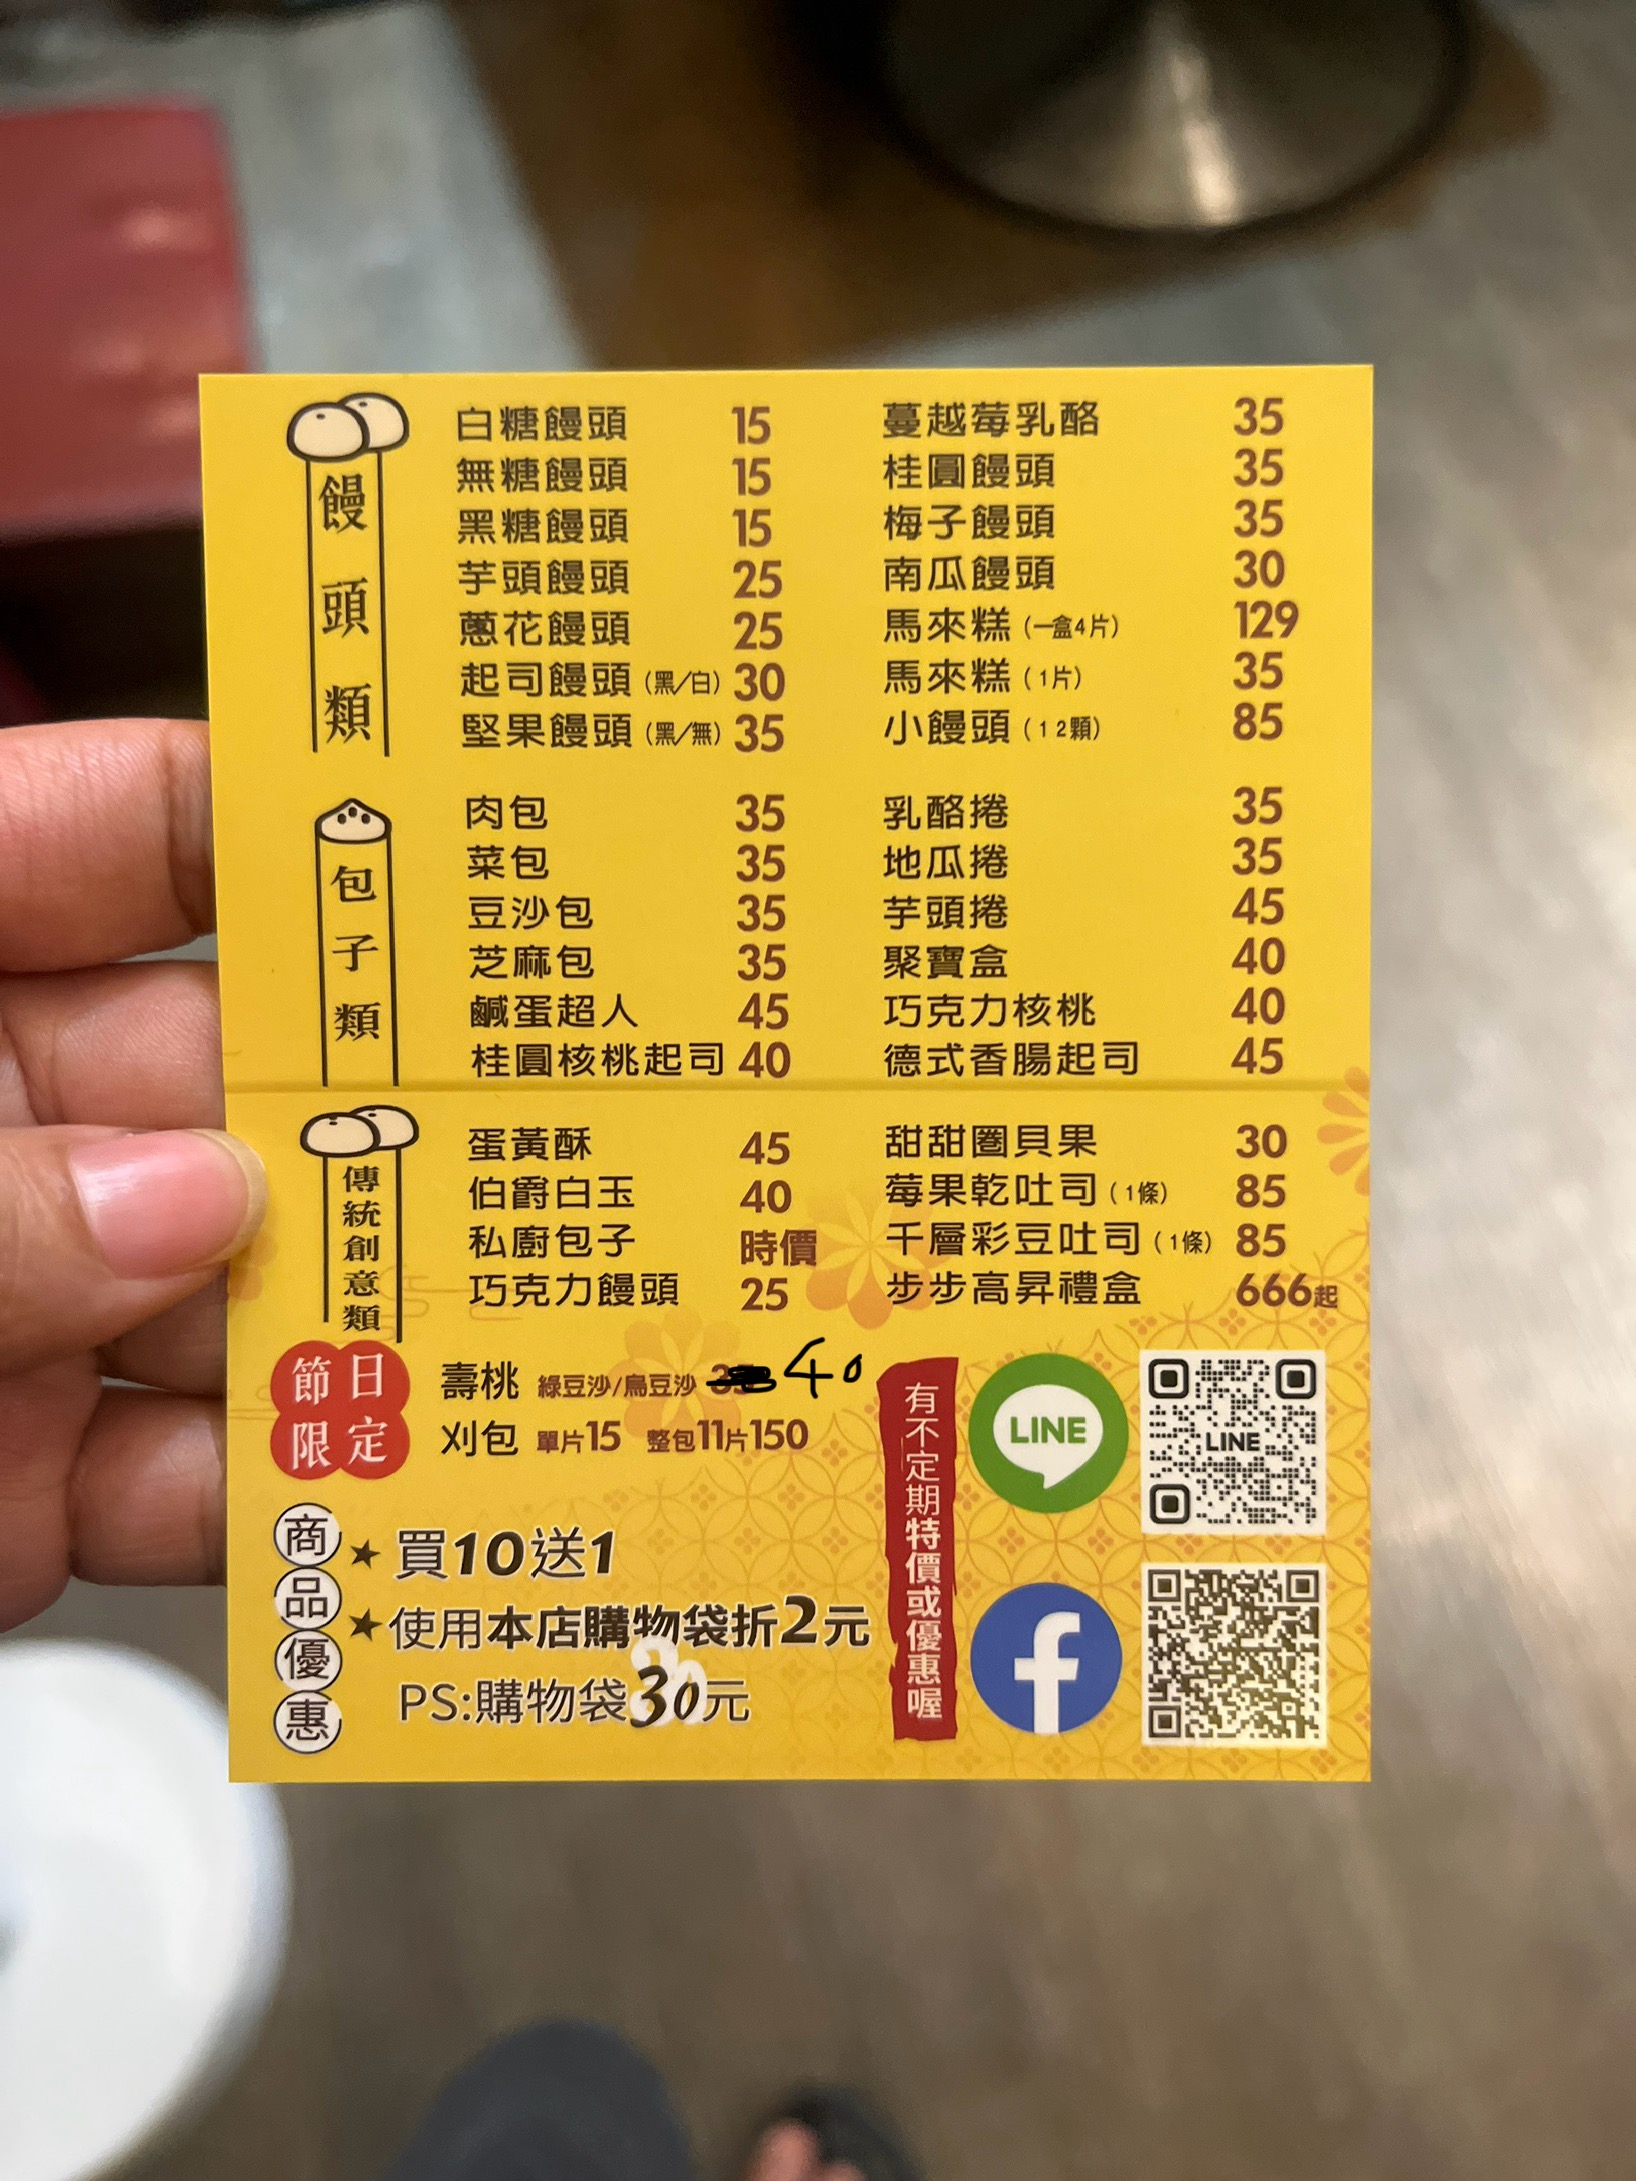 饅頭類
白糖饅頭 15
無糖饅頭 15
黑糖饅頭 15
芋頭饅頭 25
蔥花饅頭 25
起司饅頭(黑/白) 30
堅果饅頭(黑/無) 35
蔓越莓乳酪 35
桂圓饅頭 35
梅子饅頭 35
南瓜饅頭 30
馬來糕(一盒4片) 129
馬來糕(1片) 35
小饅頭(12顆) 85
包子類
肉包 35
菜包 35
豆沙包 35
芝麻包 35
鹹蛋超人 45
桂圓核桃起司 40
乳酪捲 35
地瓜捲 35
芋頭捲 45
聚寶盒 40
巧克力核桃 40
德式香腸起司 45
傳統創意類
蛋黃酥 45
伯爵白玉 40
私廚包子 時價
巧克力饅頭 25
甜甜圈貝果 30
莓果乾吐司(1條) 85
千層彩豆吐司(1條) 85
步步高昇禮盒 666起
節日限定
壽桃 綠豆沙/烏豆沙 35 40
刈包 單片15 整包11片150
商品優惠
★買10送1
★使用本店購物袋折2元
PS:購物袋30元
有不定期特價或優惠喔
LINE
LINE
f